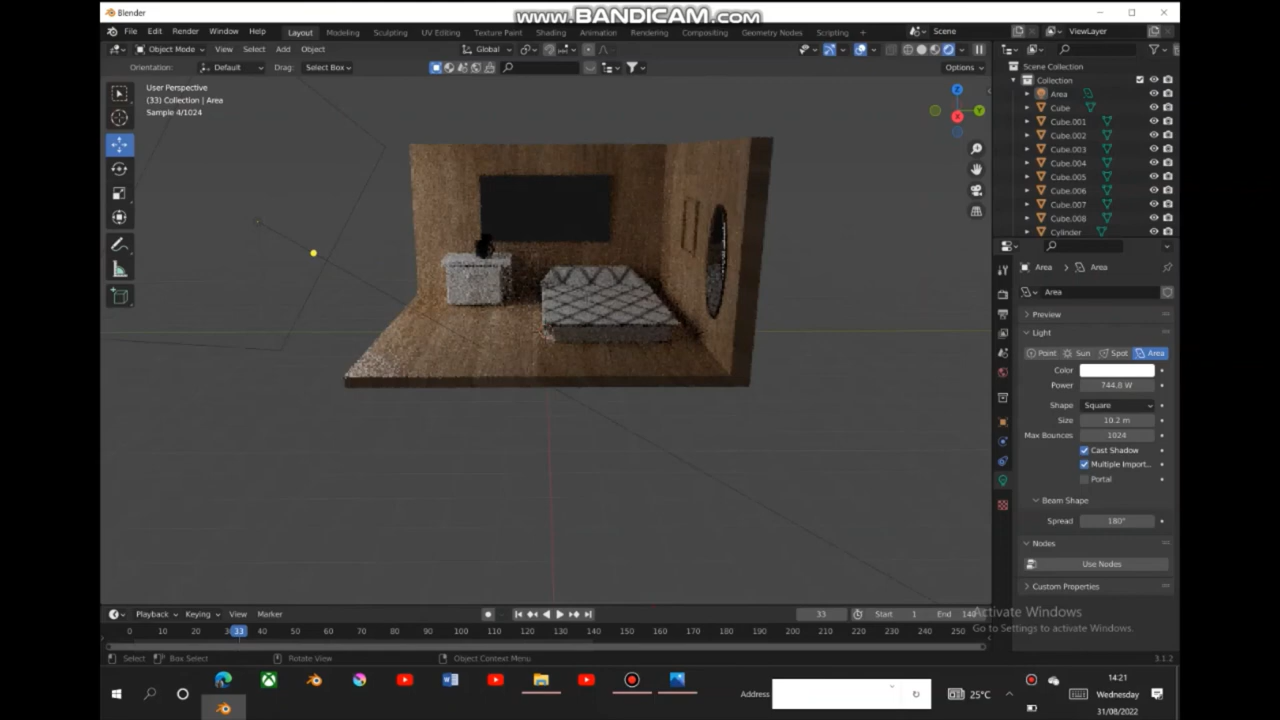 www.BANDICAM.com
Blender
File Edit Render Window Help Layout Modeling Sculpting UV Editing Texture Paint Shading Animation Rendering Compositing Geometry Nodes Scripting + Scene ViewLayer
Object Mode View Select Add Object Global
Orientation: Default Drag: Select Box Options
User Perspective
(33) Collection | Area
Sample 4/1024
Scene Collection
Collection
Area
Cube
Cube.001
Cube.002
Cube.003
Cube.004
Cube.005
Cube.006
Cube.007
Cube.008
Cylinder
Area Area
Area
Preview
Light
Point Sun Spot Area
Color
Power 744.8 W
Shape Square
Size 10.2 m
Max Bounces 1024
Cast Shadow
Multiple Import...
Portal
Beam Shape
Spread 180°
Nodes
Use Nodes
Custom Properties
Activate Windows
Go to Settings to activate Windows.
Playback Keying View Marker 33 Start 1 End 140
0 10 20 33 40 50 60 70 80 90 100 110 120 130 140 150 160 170 180 190 200 210 220 230 240 250
Select Box Select Rotate View Object Context Menu 3.1.2
Address 25°C
14:21
Wednesday
31/08/2022